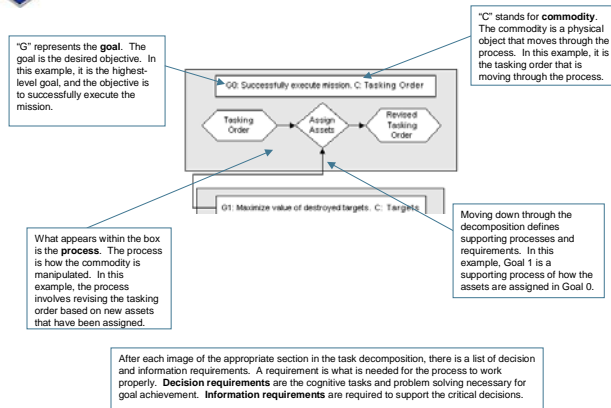 "C" stands for commodity.
The commodity is a physical
object that moves through the
process. In this example, it is
the tasking order that is
moving through the process.
"G" represents the goal. The
goal is the desired objective. In
this example, it is the highest-
level goal, and the objective is
to successfully execute the
mission.
G0: Successfully execute mission. C: Tasking Order
Tasking
Order
Assign
Assets
Revised
Tasking
Order
G1: Maximize value of destroyed targets. C: Targets
What appears within the box
is the process. The process
is how the commodity is
manipulated. In this
example, the process
involves revising the tasking
order based on new assets
that have been assigned.
Moving down through the
decomposition defines
supporting processes and
requirements. In this
example, Goal 1 is a
supporting process of how the
assets are assigned in Goal 0.
After each image of the appropriate section in the task decomposition, there is a list of decision
and information requirements. A requirement is what is needed for the process to work
properly. Decision requirements are the cognitive tasks and problem solving necessary for
goal achievement. Information requirements are required to support the critical decisions.